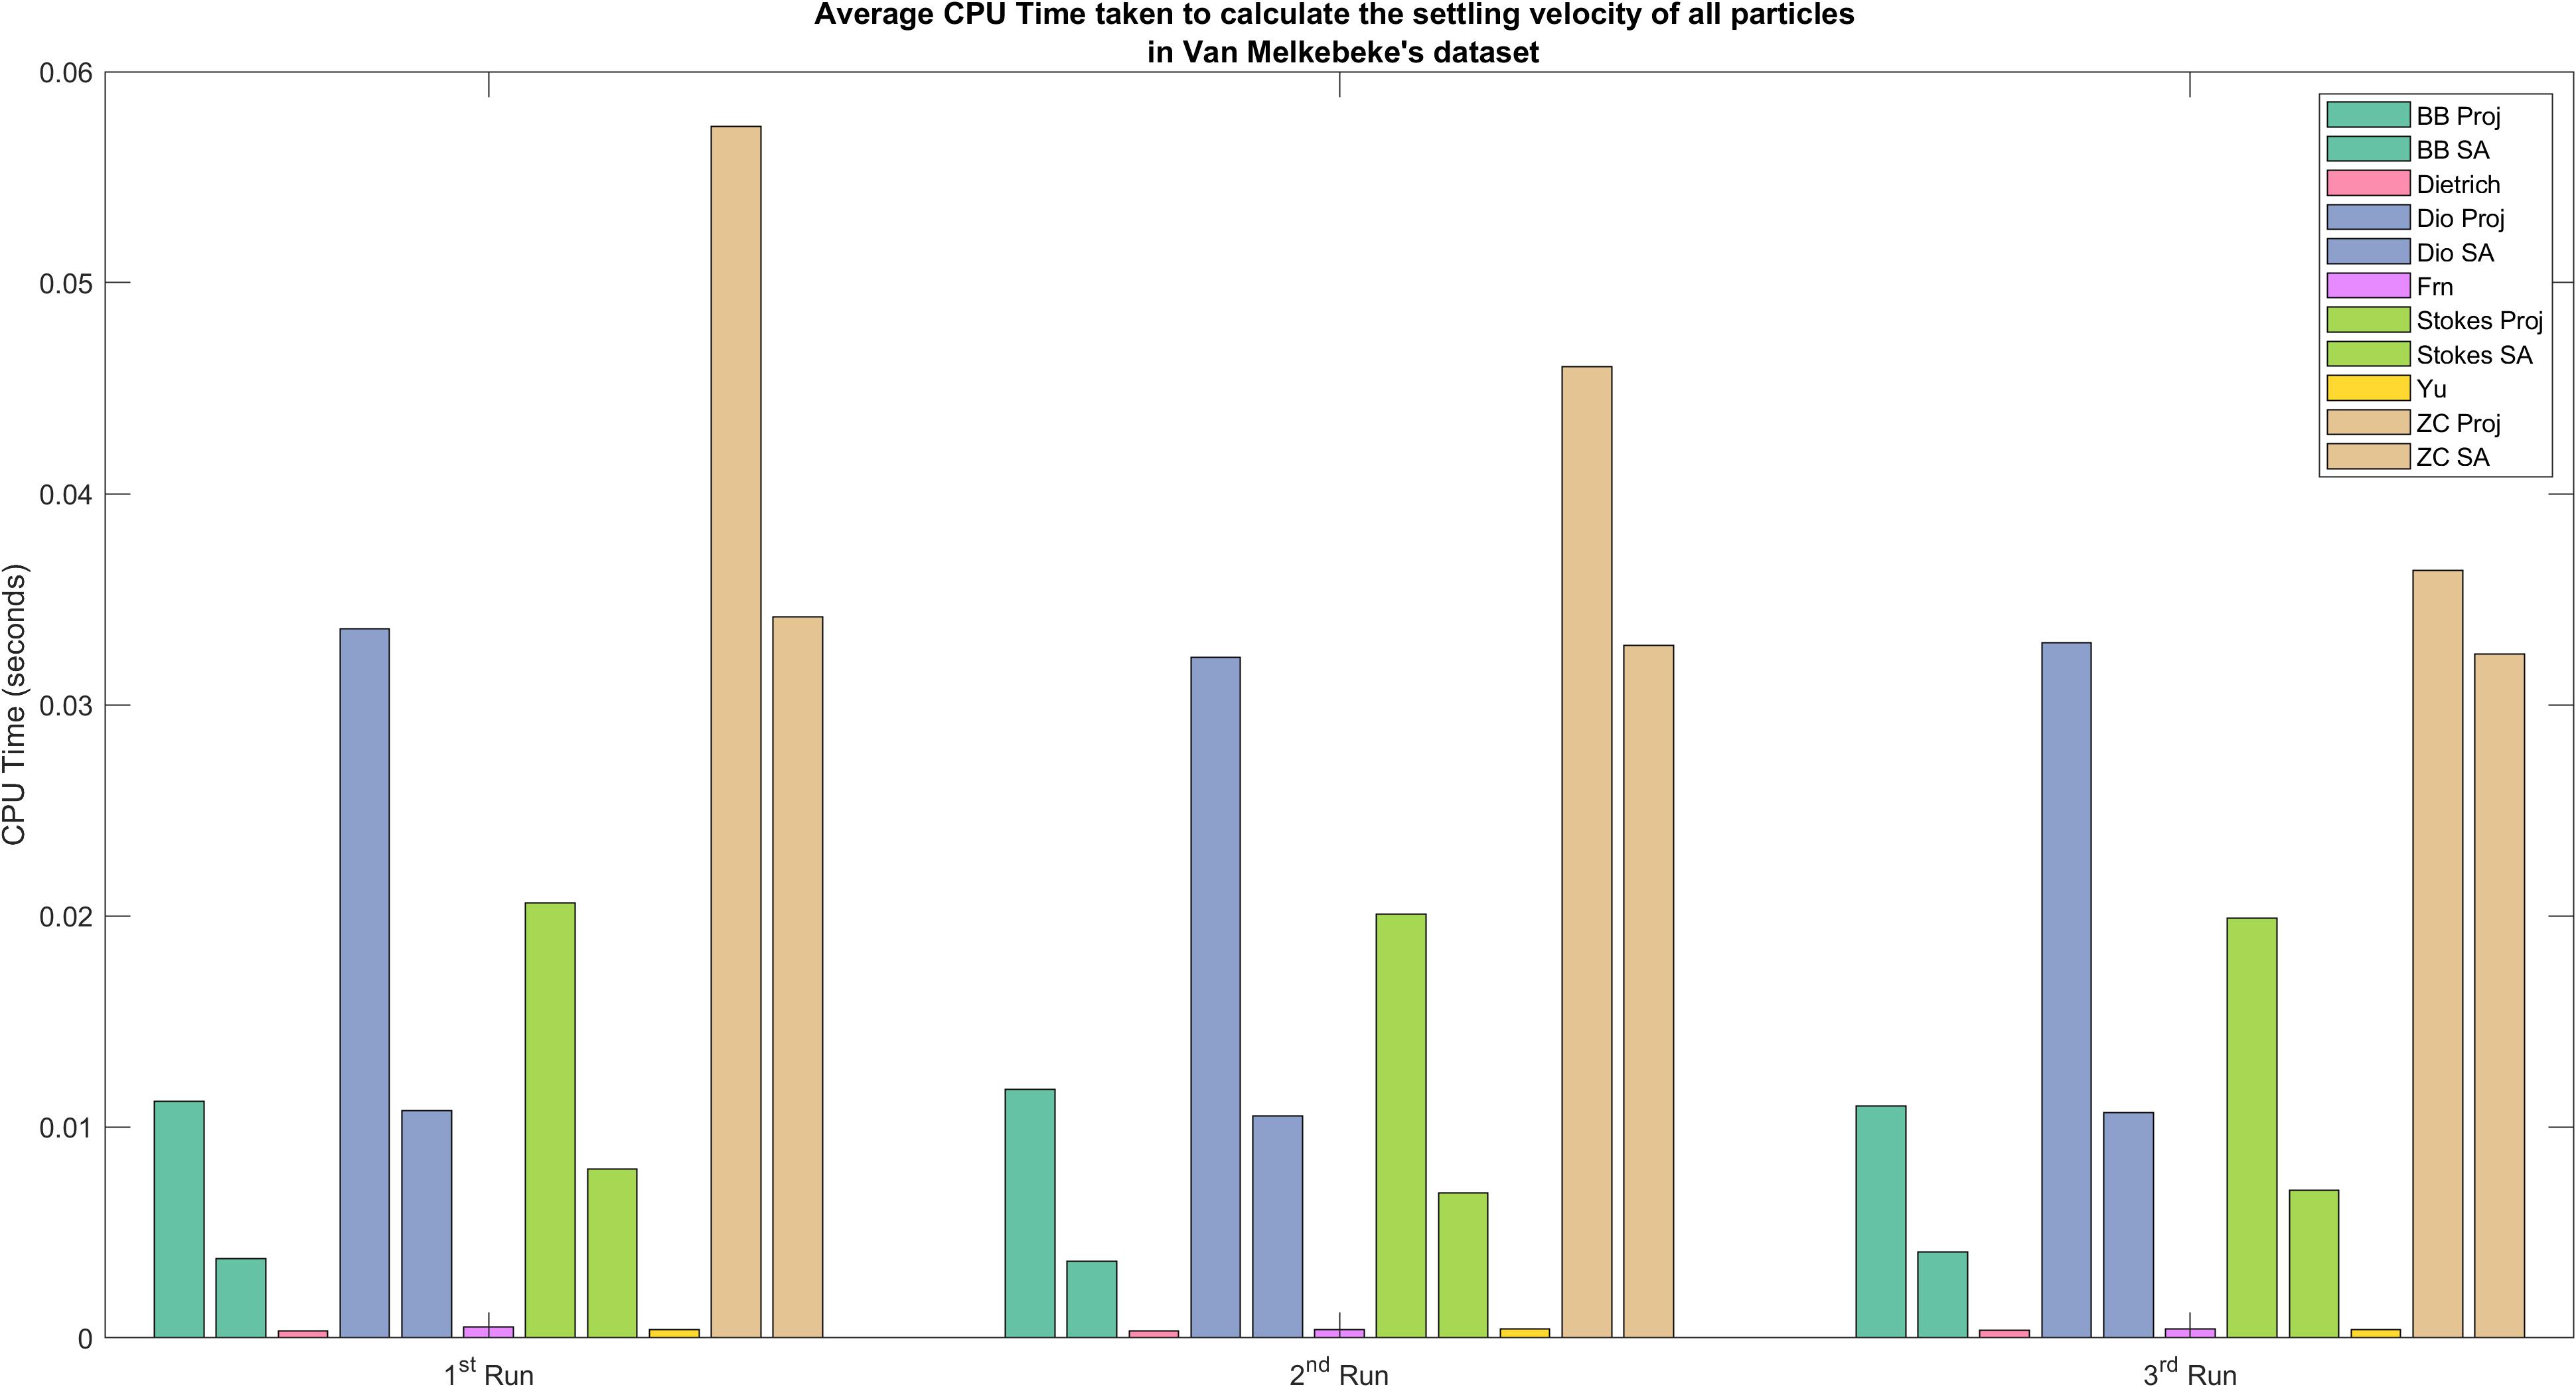 Average CPU Time taken to calculate the settling velocity of all particles
in Van Melkebeke's dataset
0.06
0.05
0.04
0.03
0.02
0.01
0
CPU Time (seconds)
BB Proj
BB SA
Dietrich
Dio Proj
Dio SA
Frn
Stokes Proj
Stokes SA
Yu
ZC Proj
ZC SA
1st Run
2nd Run
3rd Run